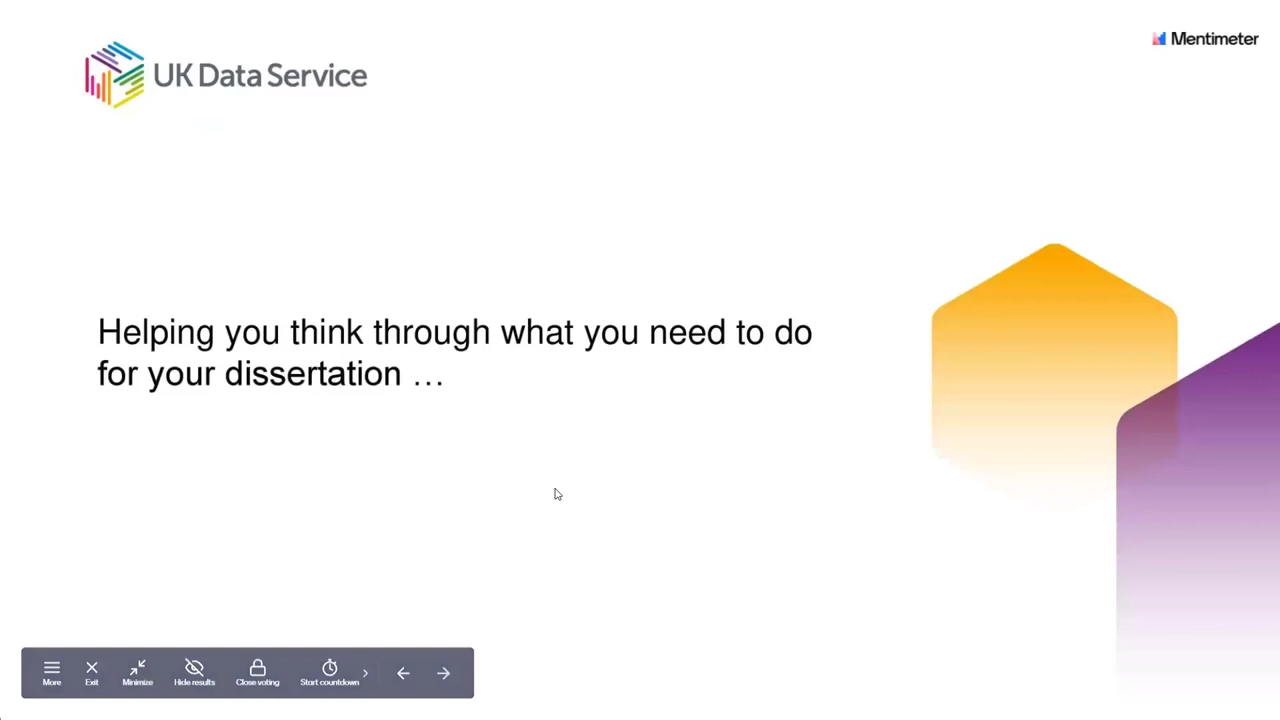 UK Data Service
Mentimeter
Helping you think through what you need to do
for your dissertation …
More
Exit
Minimize
Hide results
Close voting
Start countdown